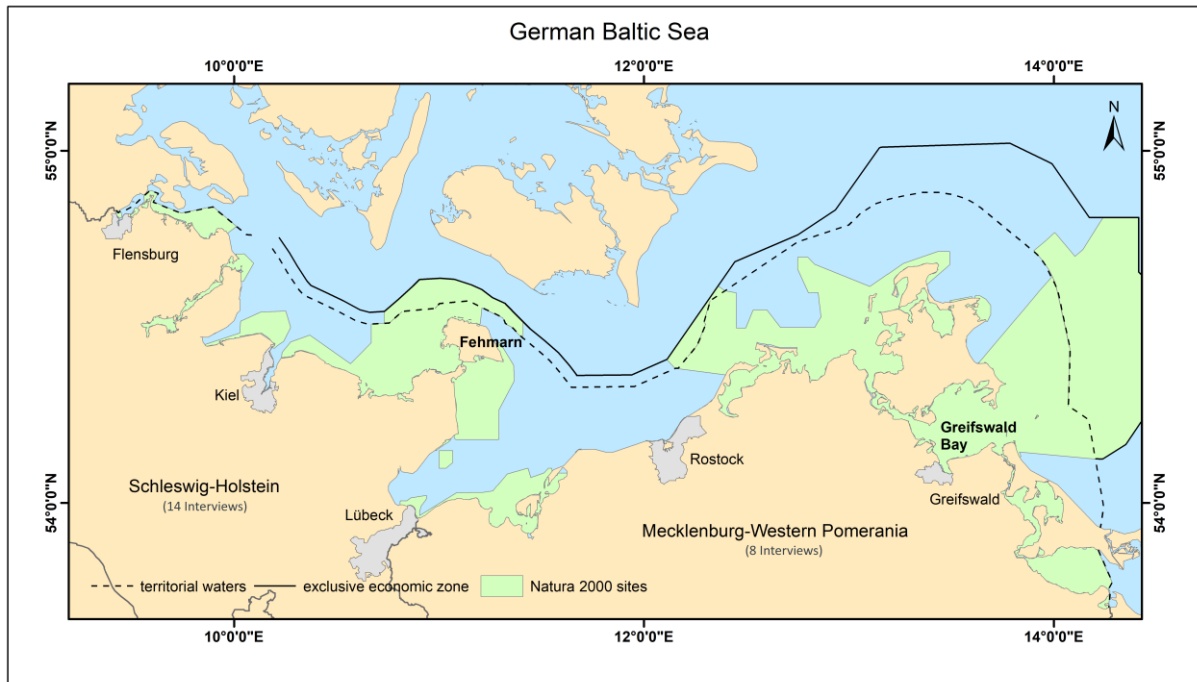 German Baltic Sea
10°0'0"E
12°0'0"E
14°0'0"E
N
55°0'0"N
55°0'0"N
Flensburg
Fehmarn
Kiel
Greifswald
Bay
Rostock
Schleswig-Holstein
(14 Interviews)
Greifswald
54°0'0"N
54°0'0"N
Lübeck
Mecklenburg-Western Pomerania
(8 Interviews)
territorial waters
exclusive economic zone
Natura 2000 sites
10°0'0"E
12°0'0"E
14°0'0"E